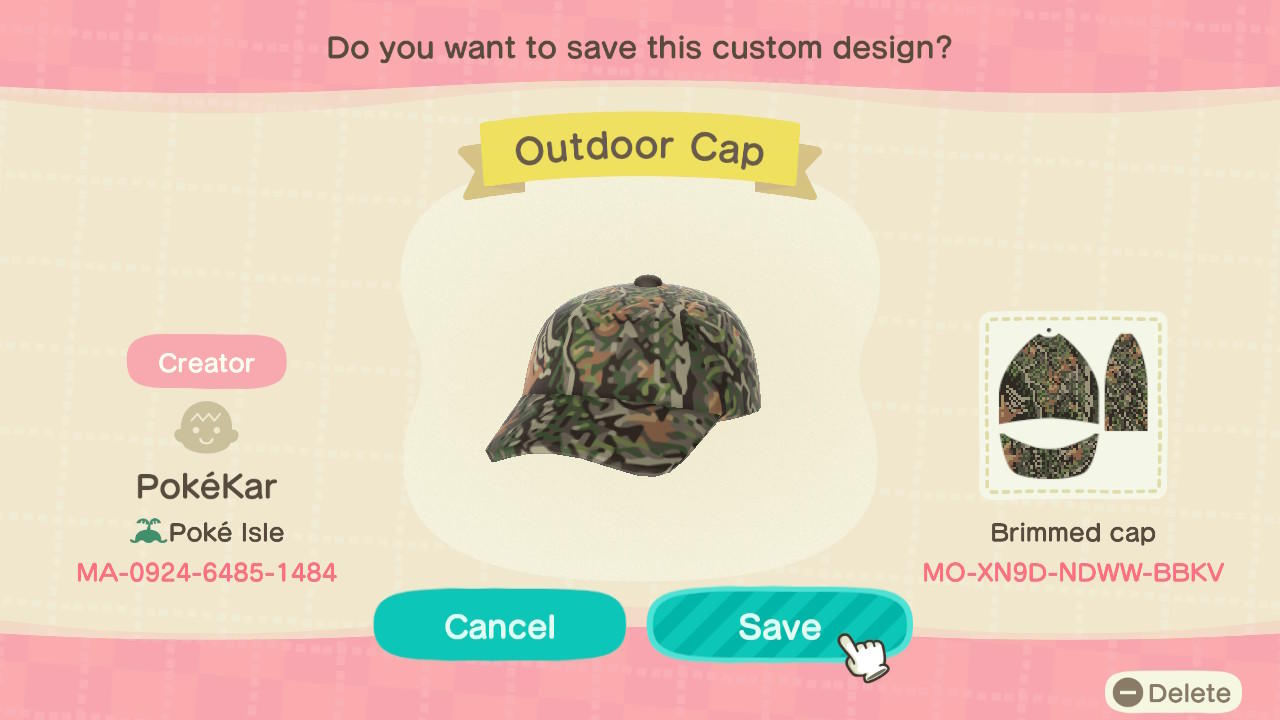 Do you want to save this custom design?
Outdoor Cap
Creator
PokéKar
Poké Isle
MA-0924-6485-1484
Brimmed cap
MO-XN9D-NDWW-BBKV
Cancel
Save
Delete